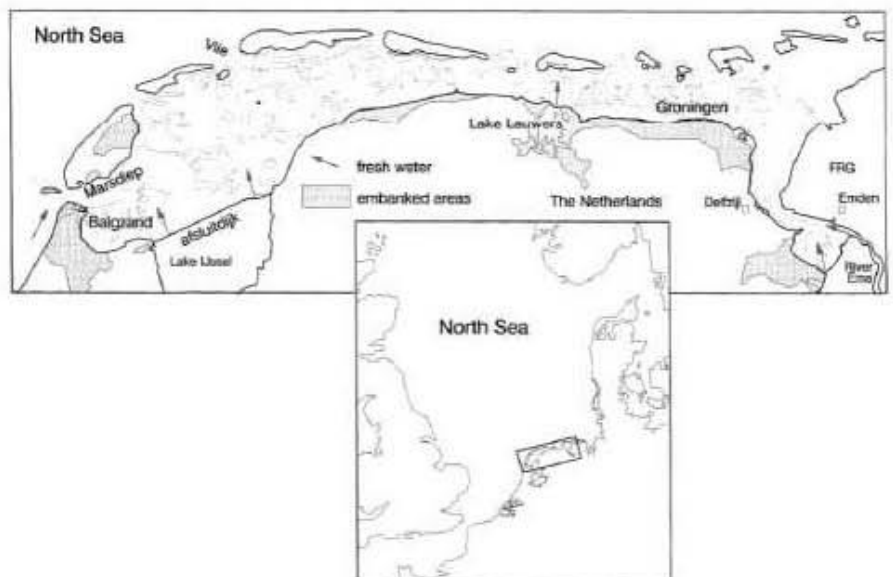 North Sea
Vlie
Groningen
Lake Lauwers
fresh water
FRG
Marsdiep
embanked areas
The Netherlands
Delfzijl
Emden
Balgzand
afsluitdijk
Lake IJssel
River
Ems
North Sea